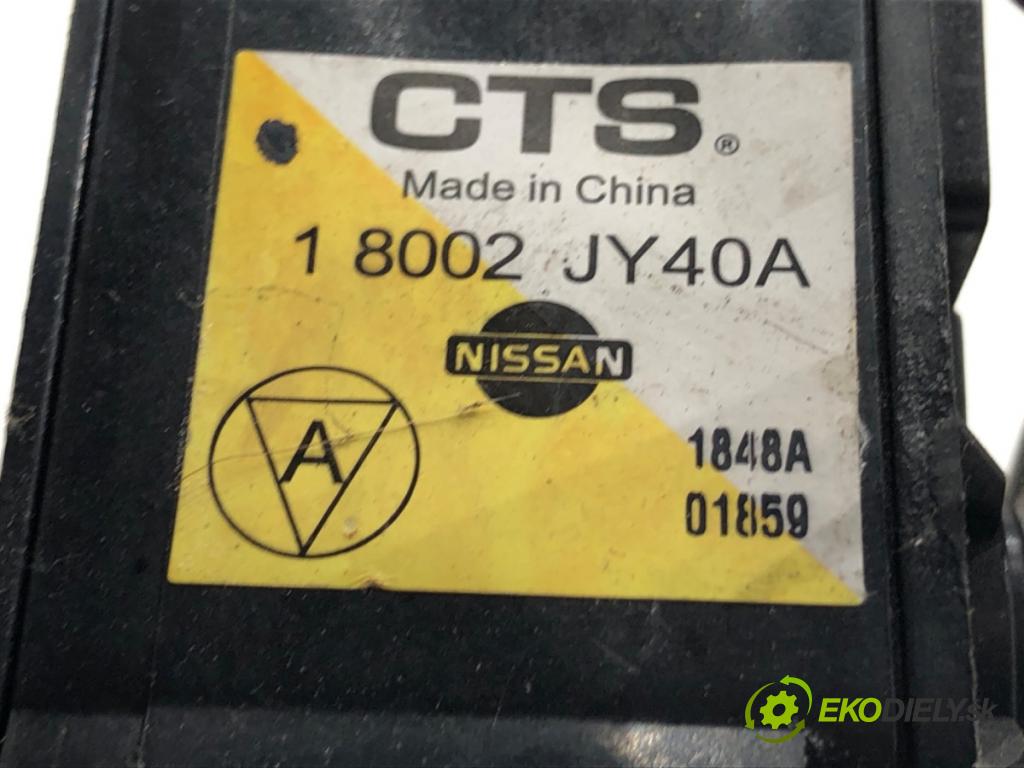 CTS®
Made in China
1 8002 JY40A
NISSAN
A
1848A
01859
EKODIELY.sk